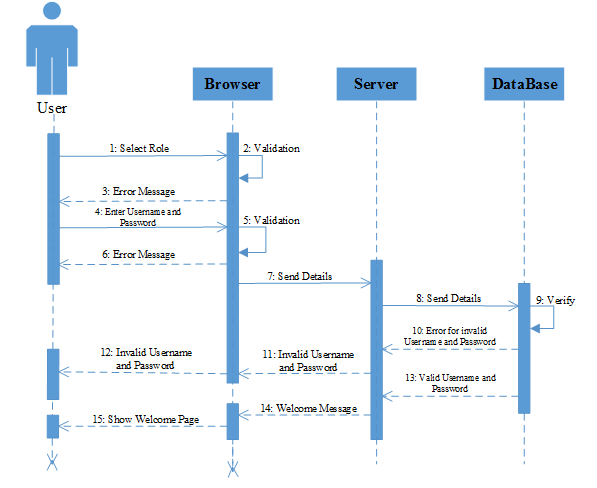 User
Browser
Server
DataBase
1: Select Role
2: Validation
3: Error Message
4: Enter Username and
Password
5: Validation
6: Error Message
7: Send Details
8: Send Details
9: Verify
10: Error for invalid
Username and Password
11: Invalid Username
and Password
12: Invalid Username
and Password
13: Valid Username and
Password
14: Welcome Message
15: Show Welcome Page